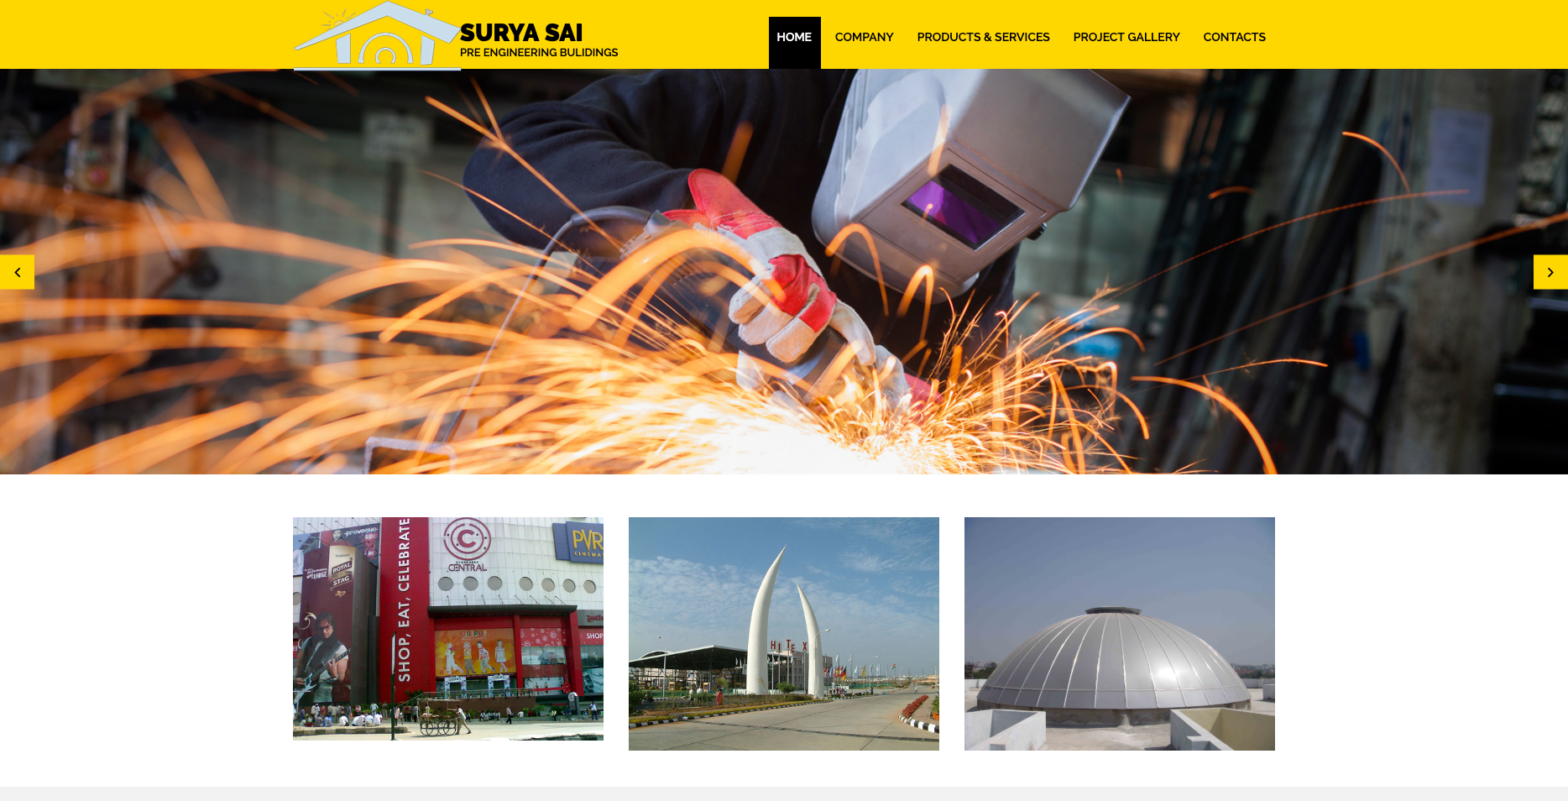 SURYA SAI
PRE ENGINEERING BULIDINGS
HOME
COMPANY
PRODUCTS & SERVICES
PROJECT GALLERY
CONTACTS
SHOP, EAT, CELEBRATE
ROYAL
STAG
C
CENTRAL
PVR
CINEMAS
SHOP
HITEX